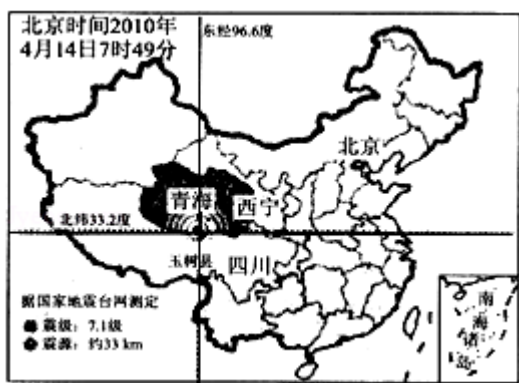 北京时间2010年
4月14日7时49分
东经96.6度
北京
青海
西宁
北纬33.2度
玉树县
四川
据国家地震台网测定
震级：7.1级
震源：约33 km
南
海
诸
岛